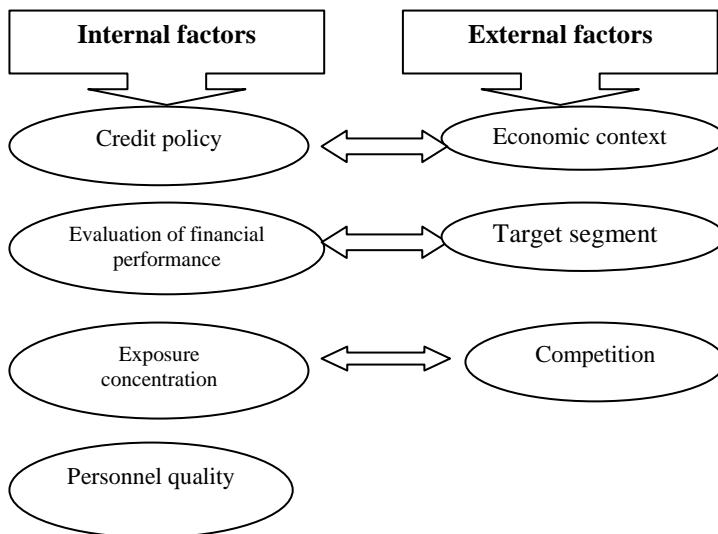 Internal factors
External factors
Credit policy
Economic context
Evaluation of financial
performance
Target segment
Exposure
concentration
Competition
Personnel quality